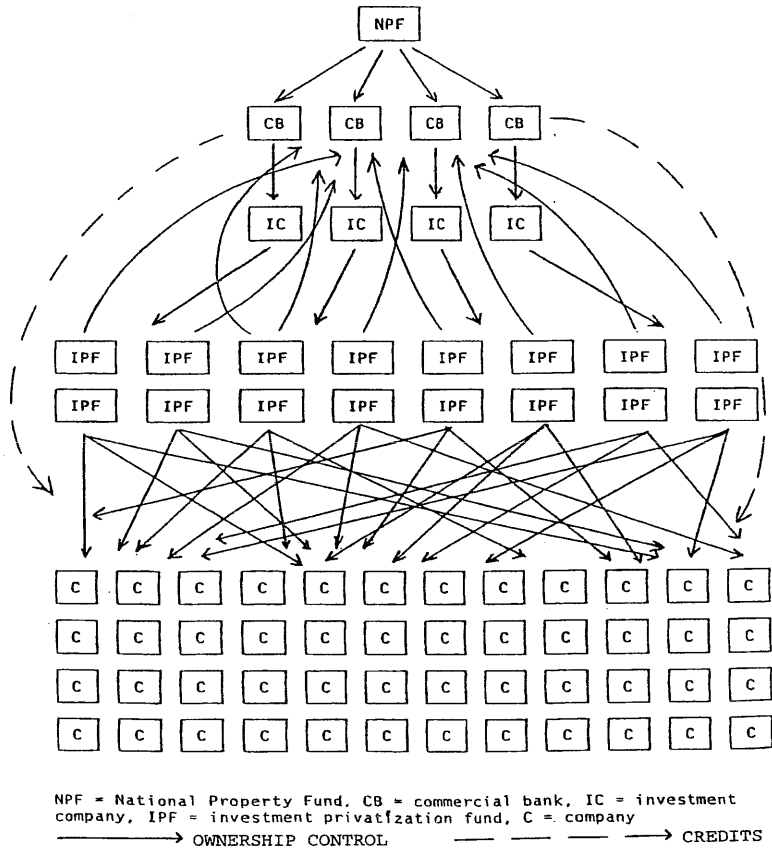 NPF
CB CB CB CB
IC IC IC IC
IPF IPF IPF IPF IPF IPF IPF IPF
IPF IPF IPF IPF IPF IPF IPF IPF
C C C C C C C C C C C C
C C C C C C C C C C C C
C C C C C C C C C C C C
C C C C C C C C C C C C
NPF = National Property Fund, CB = commercial bank, IC = investment
company, IPF = investment privatization fund, C = company
OWNERSHIP CONTROL CREDITS